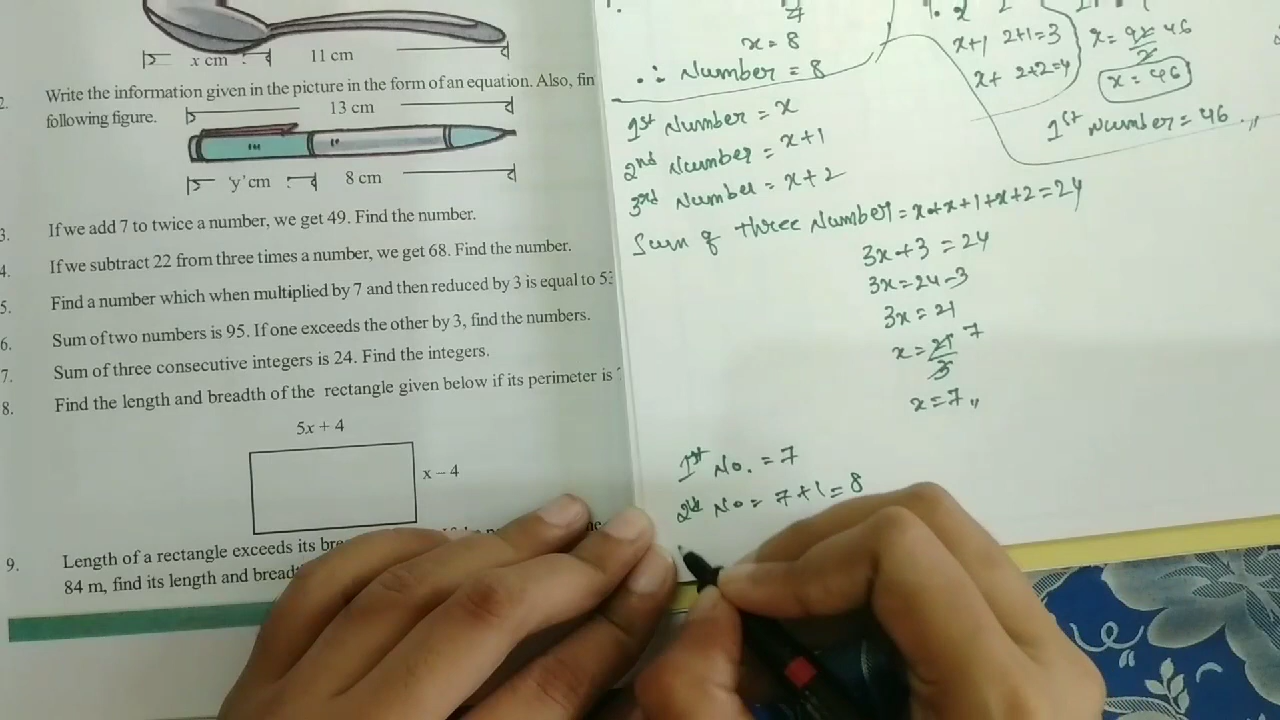 x cm
11 cm
2. Write the information given in the picture in the form of an equation. Also, fin
following figure.
13 cm
'y' cm
8 cm
3. If we add 7 to twice a number, we get 49. Find the number.
4. If we subtract 22 from three times a number, we get 68. Find the number.
5. Find a number which when multiplied by 7 and then reduced by 3 is equal to 53
6. Sum of two numbers is 95. If one exceeds the other by 3, find the numbers.
7. Sum of three consecutive integers is 24. Find the integers.
8. Find the length and breadth of the rectangle given below if its perimeter is
5x + 4
x – 4
9. Length of a rectangle exceeds its bre
84 m, find its length and breadt
x = 8
∴ Number = 8
x+1 2+1=3
x+ 2+2=4
x = 46
1st Number = 46
1st Number = x
2nd Number = x+1
3rd Number = x+2
Sum of three Number = x+x+1+x+2=24
3x+3 = 24
3x=24-3
3x = 21
x = 21/3 7
x = 7
1st No. = 7
2nd No = 7+1=8